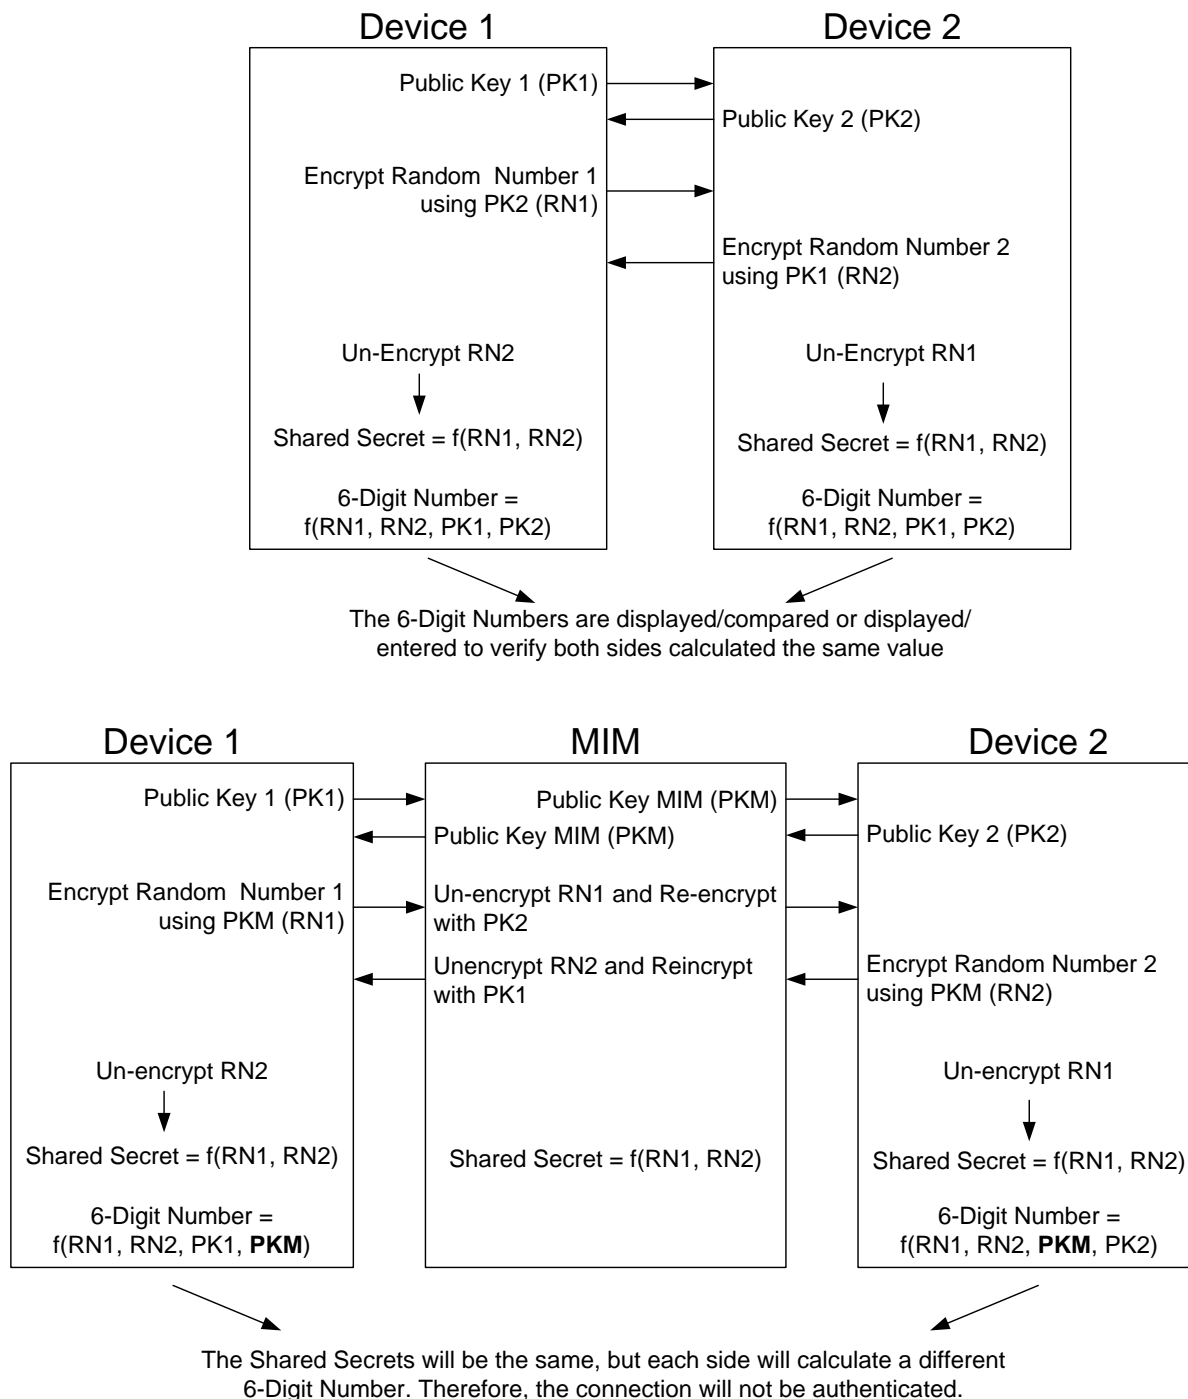 Device 1
Device 2
Public Key 1 (PK1)
Public Key 2 (PK2)
Encrypt Random  Number 1
using PK2 (RN1)
Encrypt Random Number 2
using PK1 (RN2)
Un-Encrypt RN2
Un-Encrypt RN1
Shared Secret = f(RN1, RN2)
Shared Secret = f(RN1, RN2)
6-Digit Number =
f(RN1, RN2, PK1, PK2)
6-Digit Number =
f(RN1, RN2, PK1, PK2)
The 6-Digit Numbers are displayed/compared or displayed/
entered to verify both sides calculated the same value
Device 1
MIM
Device 2
Public Key 1 (PK1)
Public Key MIM (PKM)
Public Key MIM (PKM)
Public Key 2 (PK2)
Encrypt Random  Number 1
using PKM (RN1)
Un-encrypt RN1 and Re-encrypt
with PK2
Unencrypt RN2 and Reincrypt
with PK1
Encrypt Random Number 2
using PKM (RN2)
Un-encrypt RN2
Un-encrypt RN1
Shared Secret = f(RN1, RN2)
Shared Secret = f(RN1, RN2)
Shared Secret = f(RN1, RN2)
6-Digit Number =
f(RN1, RN2, PK1, PKM)
6-Digit Number =
f(RN1, RN2, PKM, PK2)
The Shared Secrets will be the same, but each side will calculate a different
6-Digit Number. Therefore, the connection will not be authenticated.